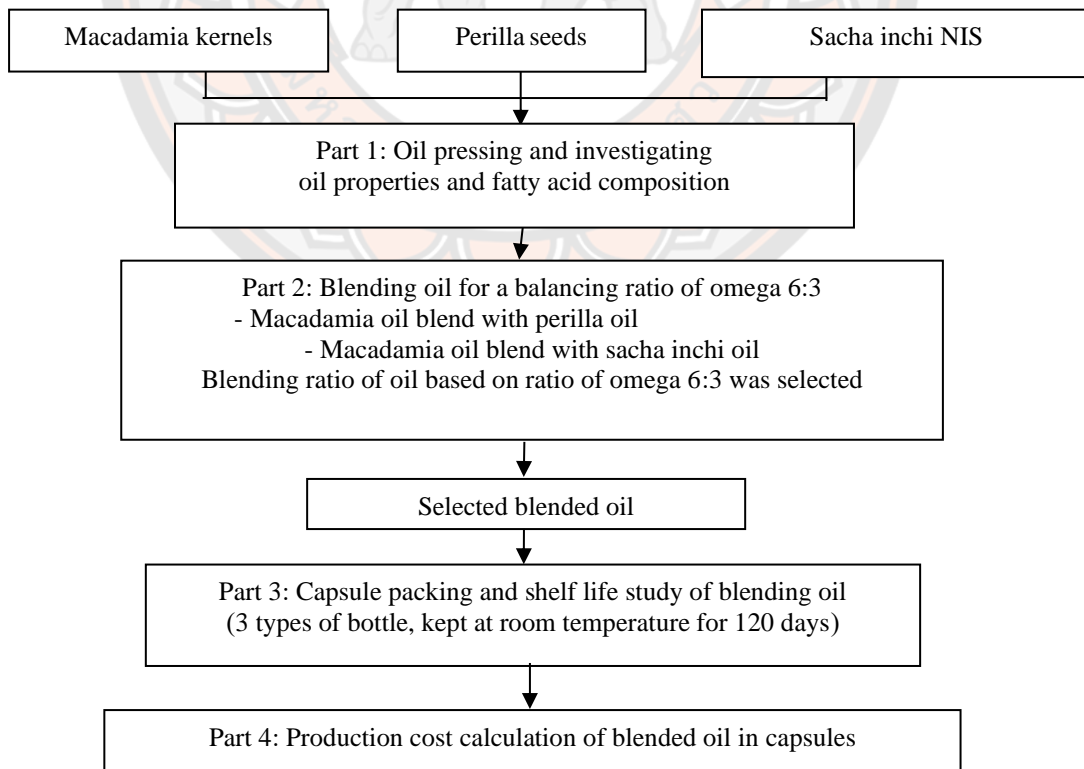 Macadamia kernels
Perilla seeds
Sacha inchi NIS
Part 1: Oil pressing and investigating
oil properties and fatty acid composition
Part 2: Blending oil for a balancing ratio of omega 6:3
- Macadamia oil blend with perilla oil
- Macadamia oil blend with sacha inchi oil
Blending ratio of oil based on ratio of omega 6:3 was selected
Selected blended oil
Part 3: Capsule packing and shelf life study of blending oil
(3 types of bottle, kept at room temperature for 120 days)
Part 4: Production cost calculation of blended oil in capsules